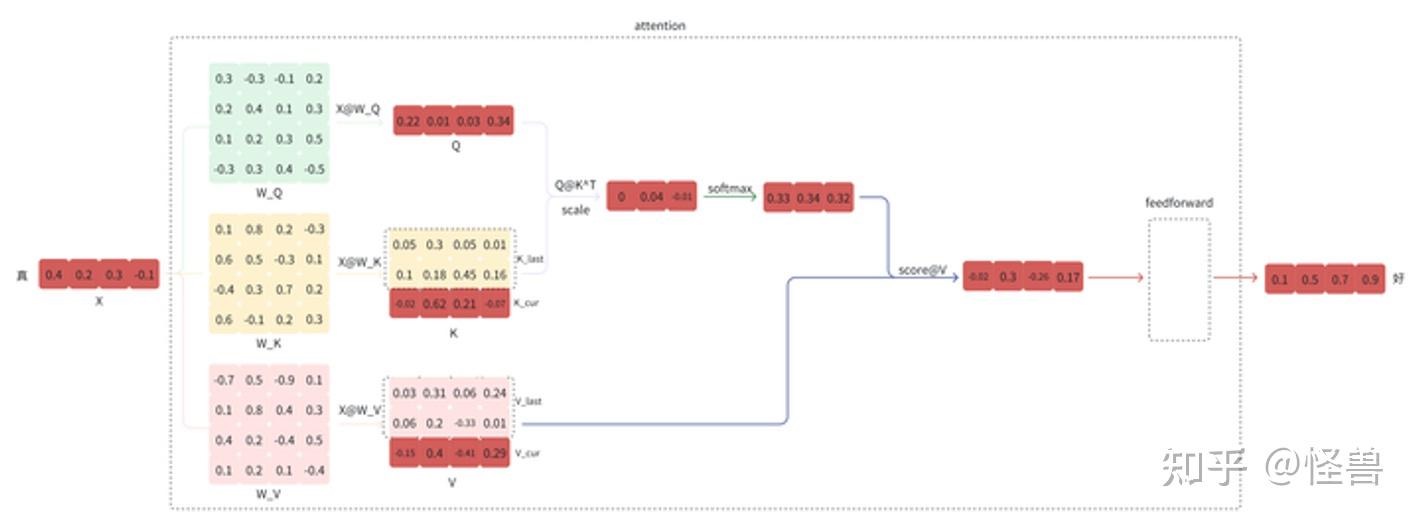 attention
0.3 -0.3 -0.1 0.2
0.2 0.4 0.1 0.3
0.1 0.2 0.3 0.5
-0.3 0.3 0.4 -0.5
W_Q
X@W_Q
0.22 0.01 0.03 0.34
Q
真
0.4 0.2 0.3 -0.1
X
0.1 0.8 0.2 -0.3
0.6 0.5 -0.3 0.1
-0.4 0.3 0.7 0.2
0.6 -0.1 0.2 0.3
W_K
X@W_K
0.05 0.3 0.05 0.01
0.1 0.18 0.45 0.16
K_last
-0.02 0.62 0.21 -0.07
K_cur
K
-0.7 0.5 -0.9 0.1
0.1 0.8 0.4 0.3
0.4 0.2 -0.4 0.5
0.1 0.2 0.1 -0.4
W_V
X@W_V
0.03 0.31 0.06 0.24
0.06 0.2 -0.33 0.01
V_last
-0.15 0.4 -0.41 0.29
V_cur
V
Q@K^T
scale
0 0.04 -0.01
softmax
0.33 0.34 0.32
score@V
-0.02 0.3 -0.26 0.17
feedforward
0.1 0.5 0.7 0.9
好
知乎 @怪兽